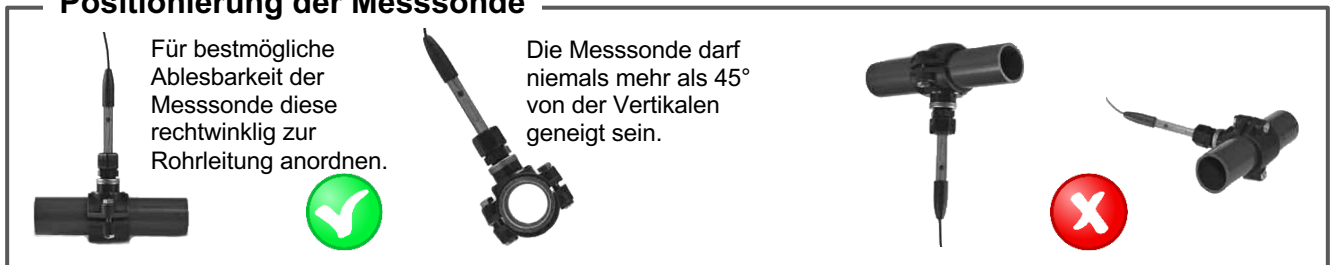 Positionierung der Messsonde
Für bestmögliche
Ablesbarkeit der
Messsonde diese
rechtwinklig zur
Rohrleitung anordnen.
Die Messsonde darf
niemals mehr als 45°
von der Vertikalen
geneigt sein.